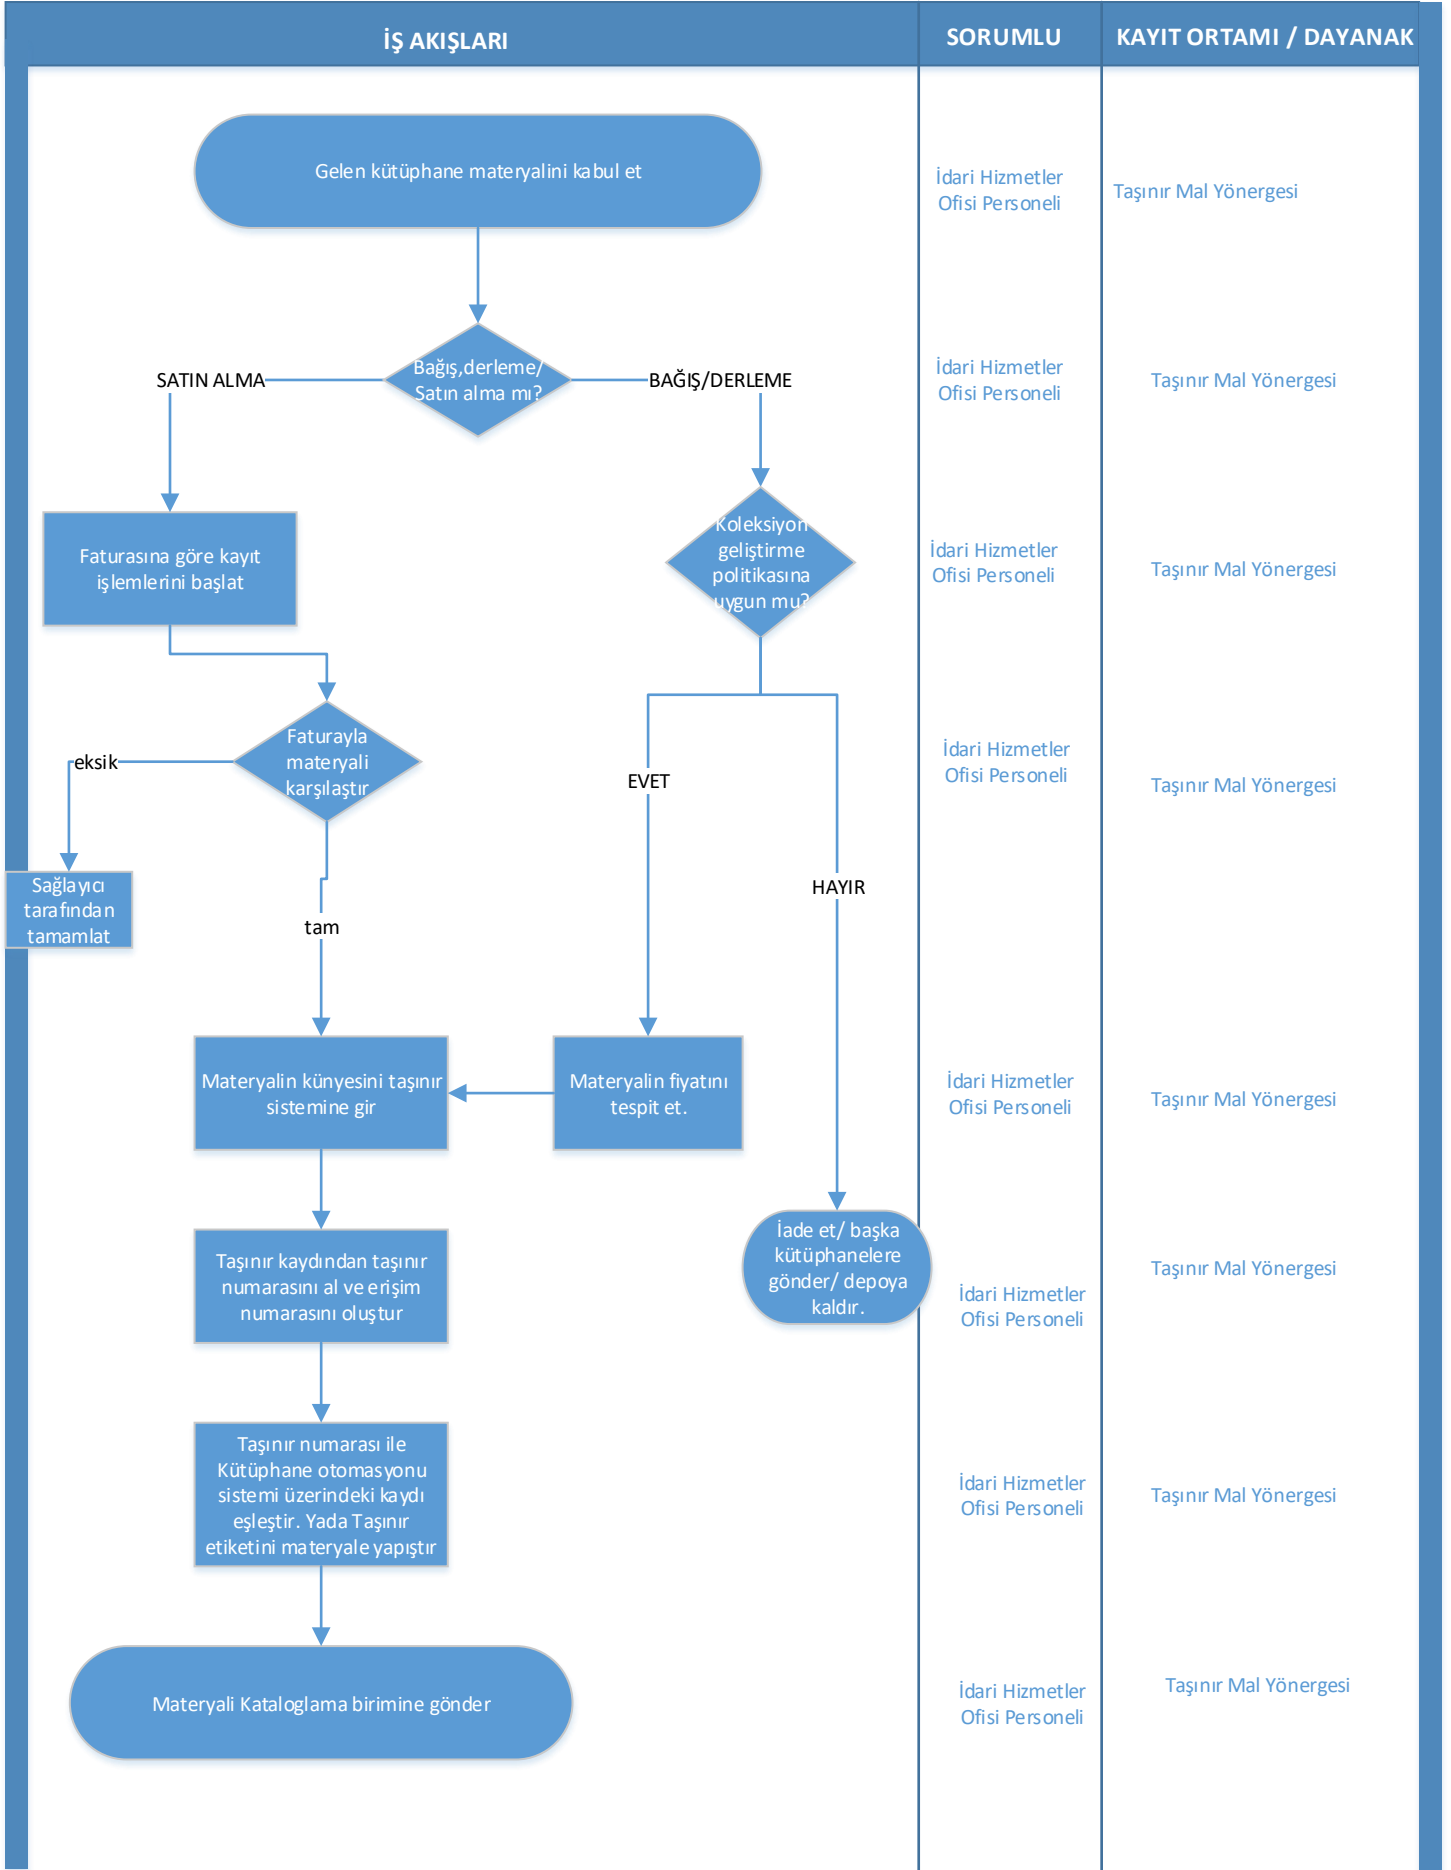 İŞ AKIŞLARI
SORUMLU
KAYIT ORTAMI / DAYANAK
Gelen kütüphane materyalini kabul et
İdari Hizmetler
Ofisi Personeli
Taşınır Mal Yönergesi
Bağış,derleme/
Satın alma mı?
SATIN ALMA
BAĞIŞ/DERLEME
İdari Hizmetler
Ofisi Personeli
Taşınır Mal Yönergesi
Faturasına göre kayıt
işlemlerini başlat
Koleksiyon
geliştirme
politikasına
uygun mu?
İdari Hizmetler
Ofisi Personeli
Taşınır Mal Yönergesi
Faturayla
materyali
karşılaştır
eksik
EVET
İdari Hizmetler
Ofisi Personeli
Taşınır Mal Yönergesi
Sağlayıcı
tarafından
tamamlat
tam
HAYIR
Materyalin künyesini taşınır
sistemine gir
Materyalin fiyatını
tespit et.
İdari Hizmetler
Ofisi Personeli
Taşınır Mal Yönergesi
Taşınır kaydından taşınır
numarasını al ve erişim
numarasını oluştur
İade et/ başka
kütüphanelere
gönder/ depoya
kaldır.
İdari Hizmetler
Ofisi Personeli
Taşınır Mal Yönergesi
Taşınır numarası ile
Kütüphane otomasyonu
sistemi üzerindeki kaydı
eşleştir. Yada Taşınır
etiketini materyale yapıştır
İdari Hizmetler
Ofisi Personeli
Taşınır Mal Yönergesi
Materyali Kataloglama birimine gönder
İdari Hizmetler
Ofisi Personeli
Taşınır Mal Yönergesi